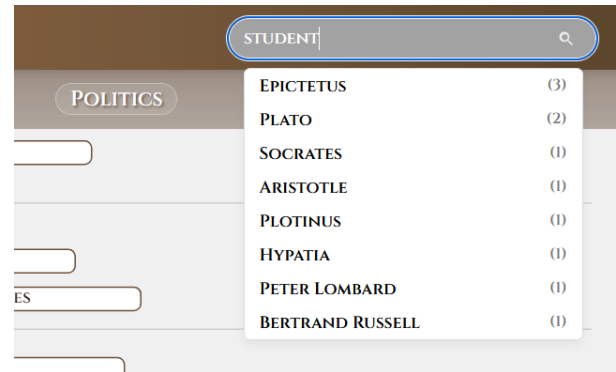 STUDENT
POLITICS
EPICTETUS (3)
PLATO (2)
SOCRATES (1)
ARISTOTLE (1)
PLOTINUS (1)
HYPATIA (1)
PETER LOMBARD (1)
BERTRAND RUSSELL (1)
ES